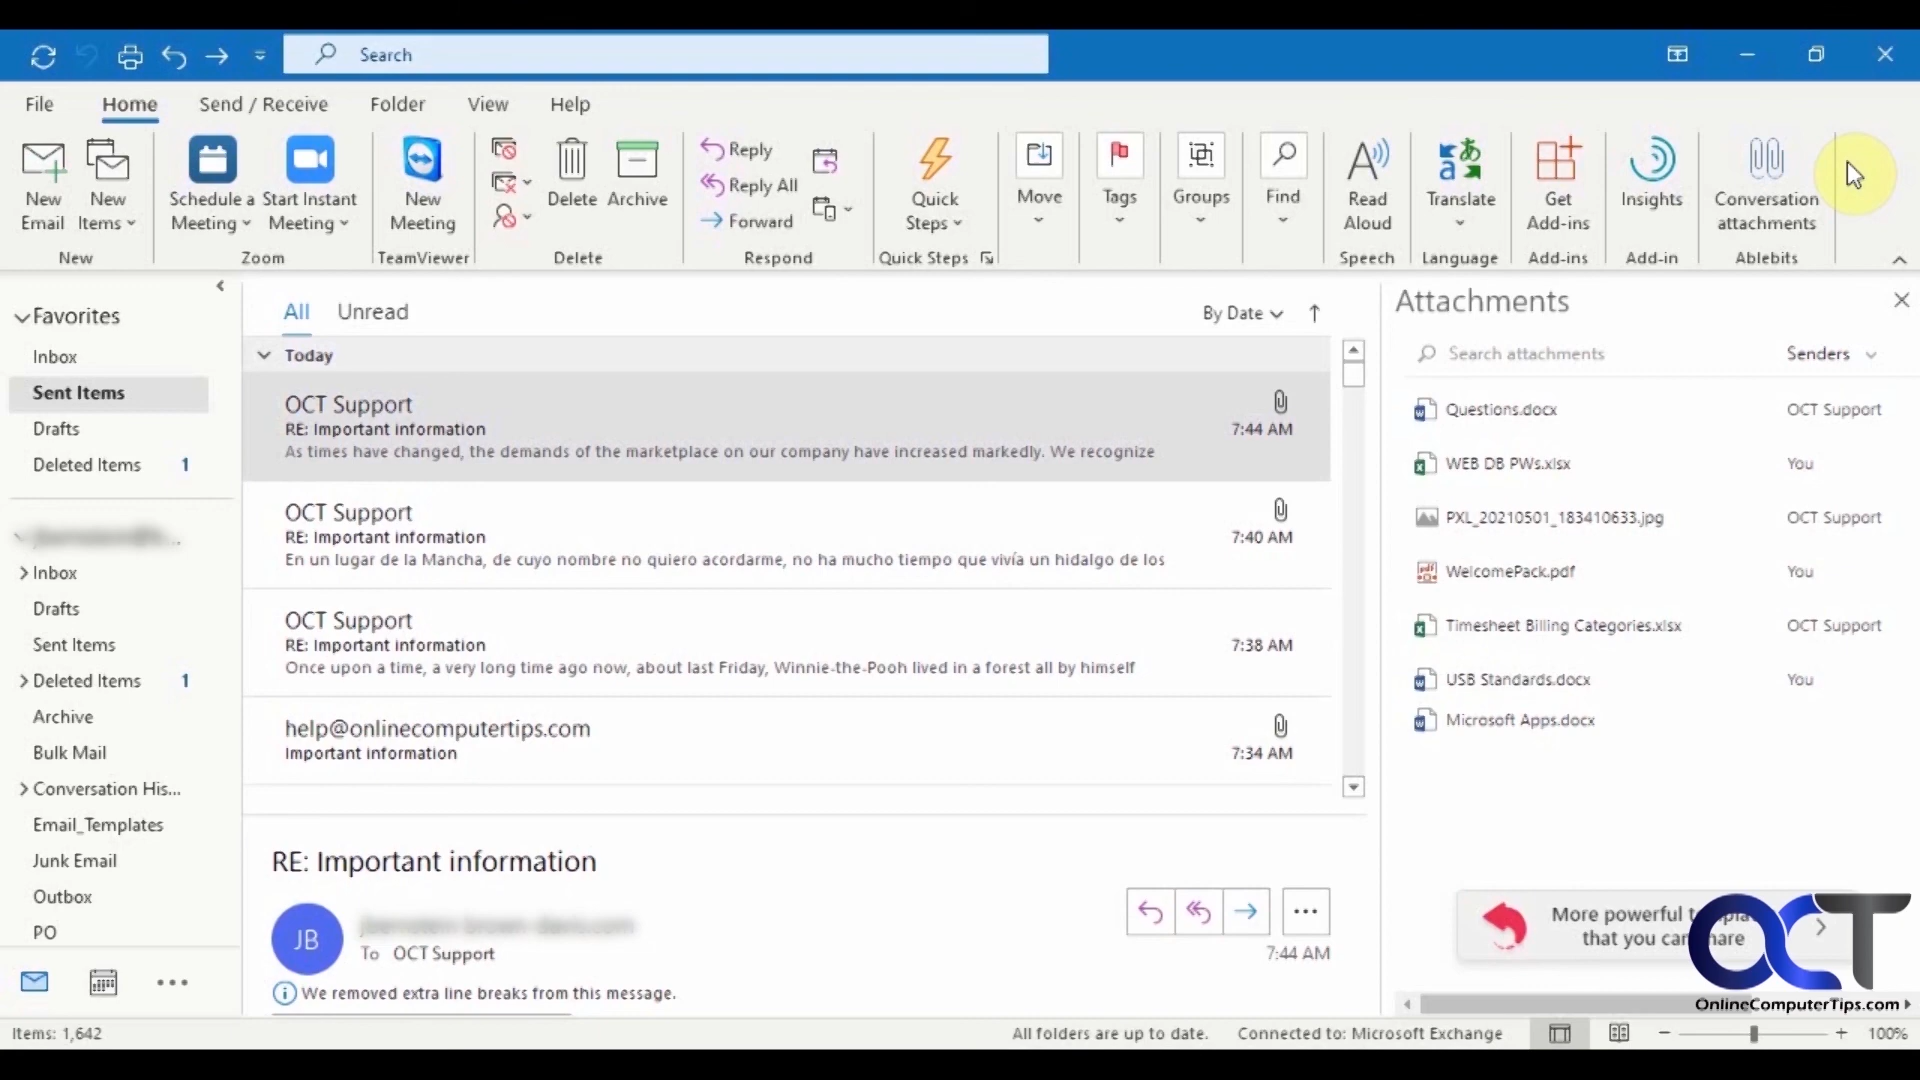 Search
File Home Send / Receive Folder View Help
New Email
New Items
New
Schedule a Meeting
Start Instant Meeting
Zoom
New Meeting
TeamViewer
Delete
Archive
Delete
Reply
Reply All
Forward
Respond
Quick Steps
Quick Steps
Move
Tags
Groups
Find
Read Aloud
Speech
Translate
Language
Get Add-ins
Add-ins
Insights
Add-in
Conversation attachments
Ablebits
Favorites
Inbox
Sent Items
Drafts
Deleted Items 1
Inbox
Drafts
Sent Items
Deleted Items 1
Archive
Bulk Mail
Conversation His...
Email_Templates
Junk Email
Outbox
PO
All Unread By Date
Today
OCT Support
RE: Important information 7:44 AM
As times have changed, the demands of the marketplace on our company have increased markedly. We recognize
OCT Support
RE: Important information 7:40 AM
En un lugar de la Mancha, de cuyo nombre no quiero acordarme, no ha mucho tiempo que vivía un hidalgo de los
OCT Support
RE: Important information 7:38 AM
Once upon a time, a very long time ago now, about last Friday, Winnie-the-Pooh lived in a forest all by himself
help@onlinecomputertips.com
Important information 7:34 AM
RE: Important information
JB
To OCT Support 7:44 AM
We removed extra line breaks from this message.
Attachments
Search attachments Senders
Questions.docx OCT Support
WEB DB PWs.xlsx You
PXL_20210501_183410633.jpg OCT Support
WelcomePack.pdf You
Timesheet Billing Categories.xlsx OCT Support
USB Standards.docx You
Microsoft Apps.docx
More powerful
that you can
OCT
OnlineComputerTips.com
Items: 1,642 All folders are up to date. Connected to: Microsoft Exchange 100%